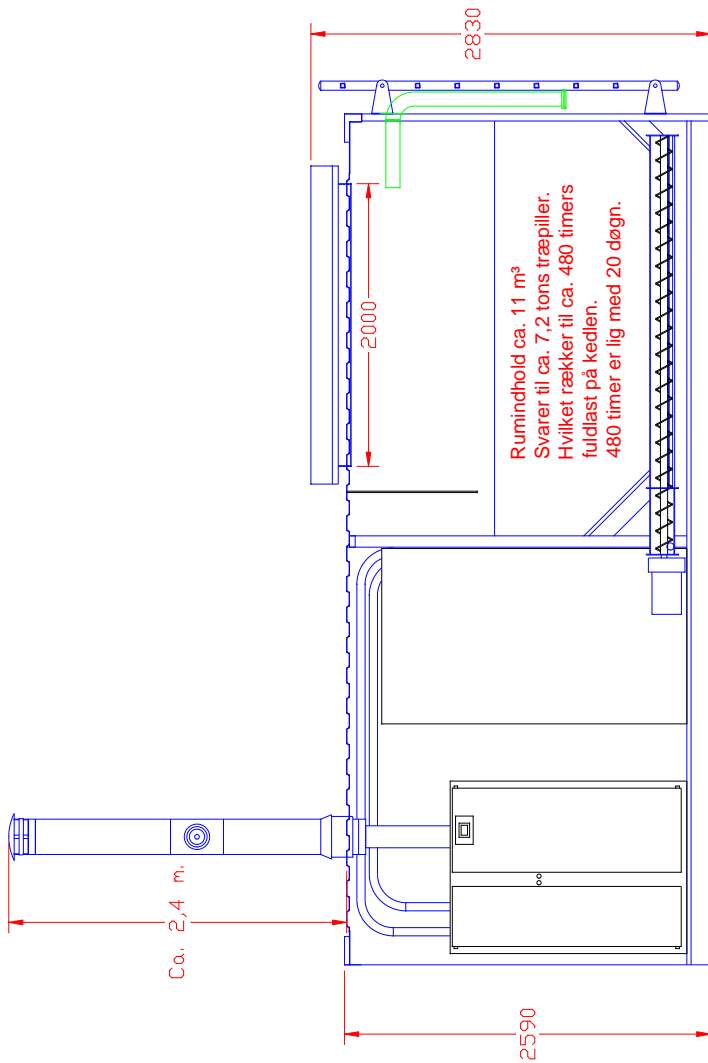 2830
2000
Rumindhold ca. 11 m³
Svarer til ca. 7,2 tons træpiller.
Hvilket rækker til ca. 480 timers
fuldlast på kedlen.
480 timer er lig med 20 døgn.
Ca. 2,4 m.
2590